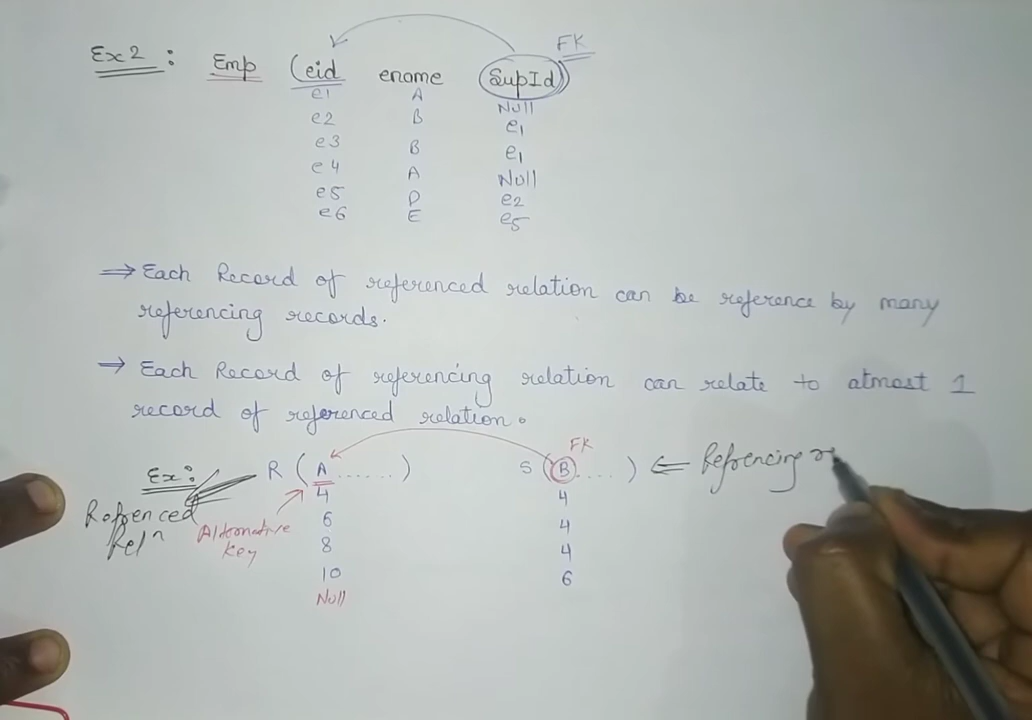 FK
Ex2 : Emp (eid ename SupId)
e1 A Null
e2 B e1
e3 B e1
e4 A Null
e5 D e2
e6 E e5
⇒ Each Record of referenced relation can be reference by many
referencing records.
⇒ Each Record of referencing relation can relate to atmost 1
record of referenced relation.
FK
Ex: R ( A ...... ) S ( B .... ) ⇐ Referencing r
4 4
Referenced Alternative 6 4
Reln key 8 4
10 6
Null